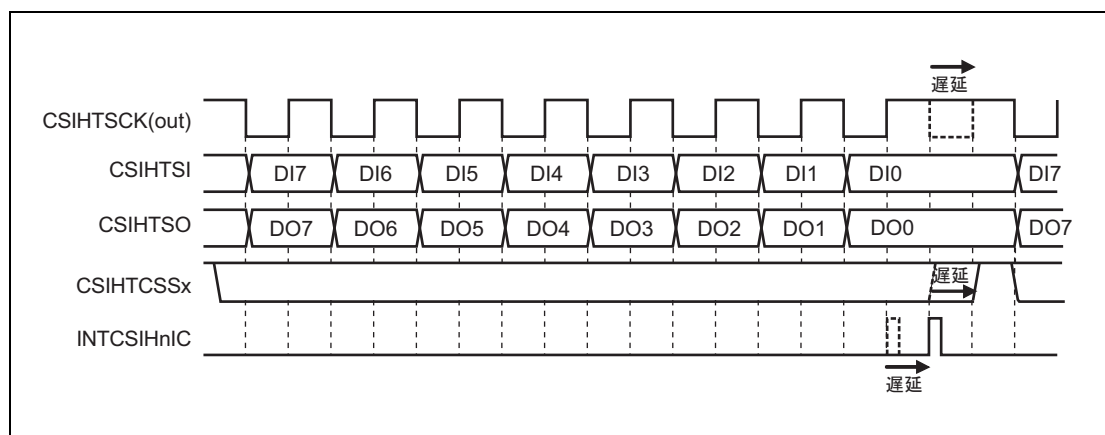 遅延
CSIHTSCK(out)
CSIHTSI DI7 DI6 DI5 DI4 DI3 DI2 DI1 DI0 DI7
CSIHTSO DO7 DO6 DO5 DO4 DO3 DO2 DO1 DO0 DO7
CSIHTCSSx 遅延
INTCSIHnIC
遅延